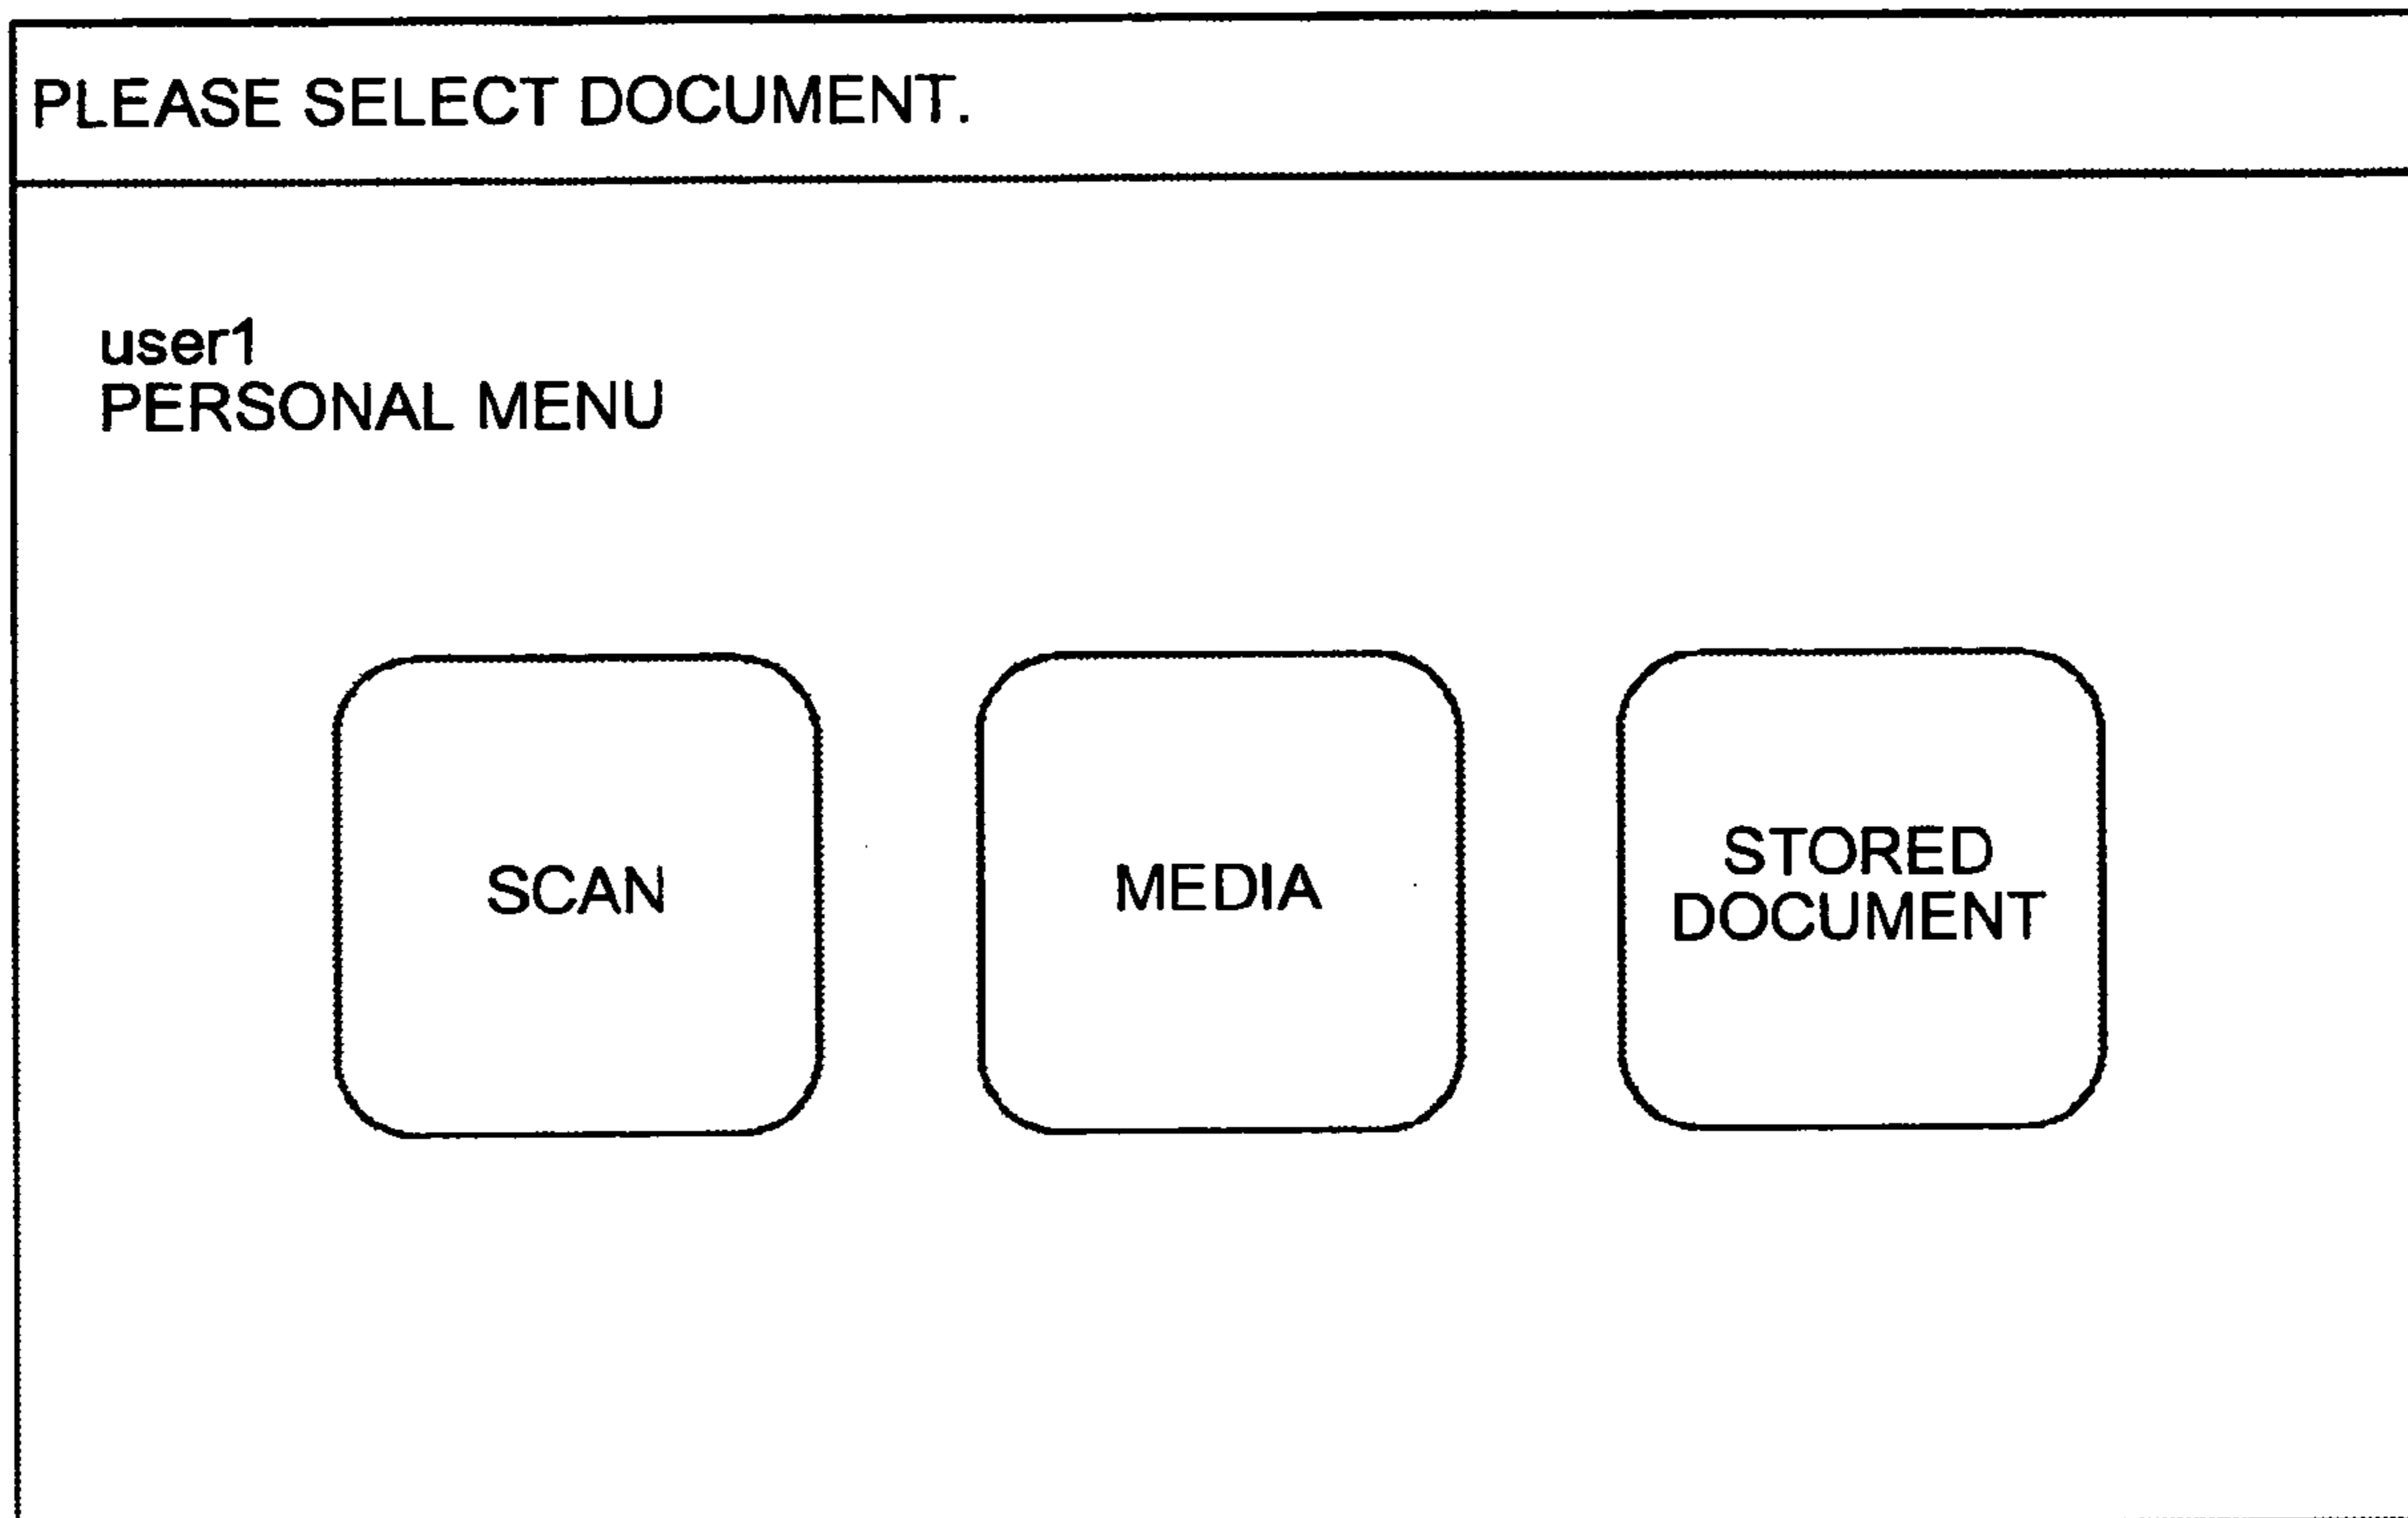 PLEASE SELECT DOCUMENT.
user1
PERSONAL MENU
SCAN
MEDIA
STORED
DOCUMENT